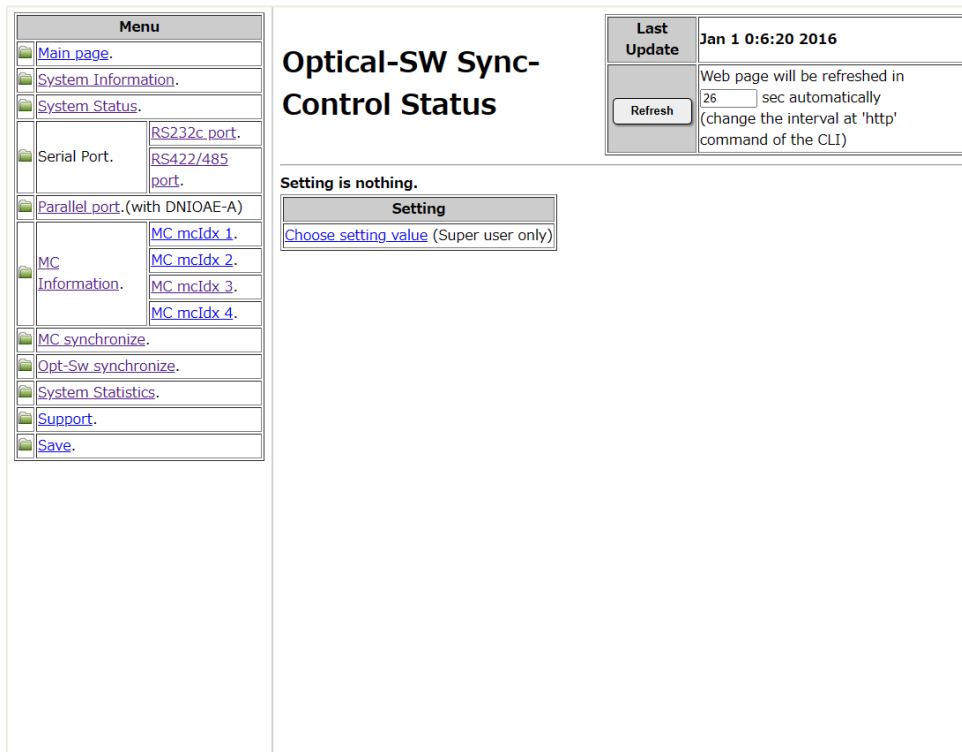 Menu
Main page.
System Information.
System Status.
Serial Port.
RS232c port.
RS422/485
port.
Parallel port.(with DNIOAE-A)
MC
Information.
MC mcIdx 1.
MC mcIdx 2.
MC mcIdx 3.
MC mcIdx 4.
MC synchronize.
Opt-Sw synchronize.
System Statistics.
Support.
Save.
Optical-SW Sync-
Control Status
Last
Update
Jan 1 0:6:20 2016
Refresh
Web page will be refreshed in
26 sec automatically
(change the interval at 'http'
command of the CLI)
Setting is nothing.
Setting
Choose setting value (Super user only)